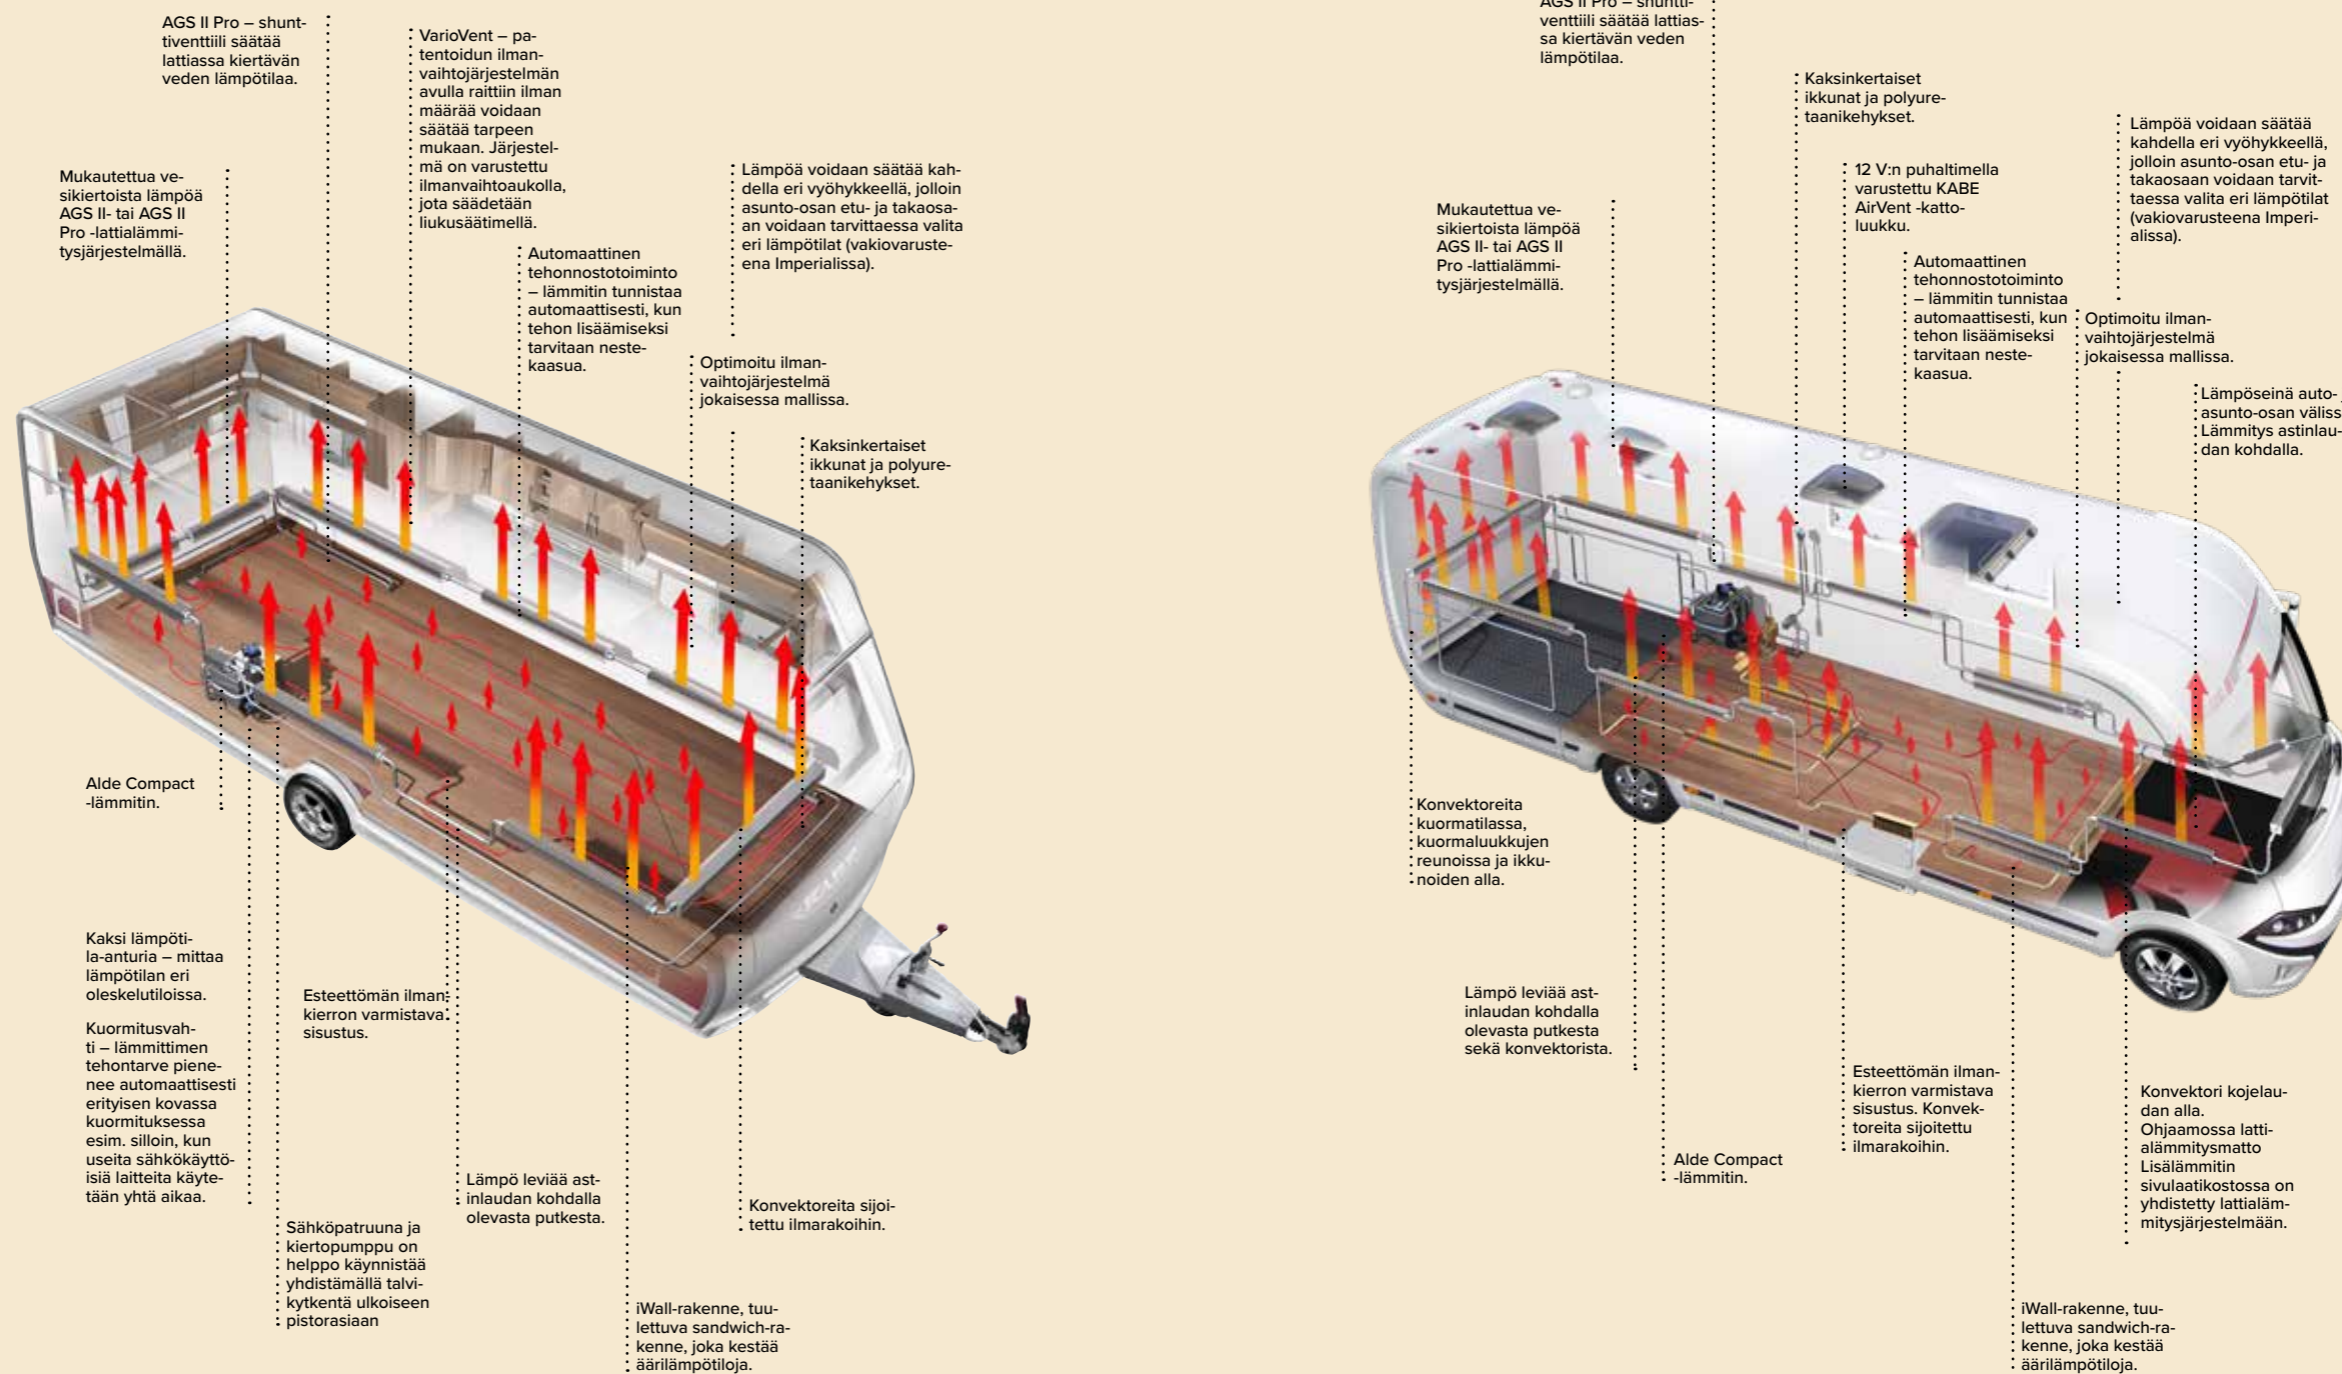 AGS II Pro – shunt-
tiventtiili säätää
lattiassa kiertävän
veden lämpötilaa.
VarioVent – pa-
tentoidun ilman-
vaihtojärjestelmän
avulla raittiin ilman
määrää voidaan
säätää tarpeen
mukaan. Järjestel-
mä on varustettu
ilmanvaihtoaukolla,
jota säädetään
liukusäätimellä.
Mukautettua ve-
sikiertoista lämpöä
AGS II- tai AGS II
Pro -lattialämmi-
tysjärjestelmällä.
Lämpöä voidaan säätää kah-
della eri vyöhykkeellä, jolloin
asunto-osan etu- ja takaosa-
an voidaan tarvittaessa valita
eri lämpötilat (vakiovaruste-
ena Imperialissa).
Automaattinen
tehonnostotoiminto
– lämmitin tunnistaa
automaattisesti, kun
tehon lisäämiseksi
tarvitaan neste-
kaasua.
Optimoitu ilman-
vaihtojärjestelmä
jokaisessa mallissa.
Kaksinkertaiset
ikkunat ja polyure-
taanikehykset.
Alde Compact
-lämmitin.
Kaksi lämpöti-
la-anturia – mittaa
lämpötilan eri
oleskelutiloissa.
Kuormitusvah-
ti – lämmittimen
tehontarve piene-
nee automaattisesti
erityisen kovassa
kuormituksessa
esim. silloin, kun
useita sähkökäyttö-
isiä laitteita käyte-
tään yhtä aikaa.
Esteettömän ilman-
kierron varmistava
sisustus.
Sähköpatruuna ja
kiertopumppu on
helppo käynnistää
yhdistämällä talvi-
kytkentä ulkoiseen
pistorasiaan
Lämpö leviää ast-
inlaudan kohdalla
olevasta putkesta.
iWall-rakenne, tuu-
lettuva sandwich-ra-
kenne, joka kestää
äärilämpötiloja.
Konvektoreita sijoi-
tettu ilmarakoihin.
AGS II Pro – shuntti-
venttiili säätää lattias-
sa kiertävän veden
lämpötilaa.
Kaksinkertaiset
ikkunat ja polyure-
taanikehykset.
Lämpöä voidaan säätää
kahdella eri vyöhykkeellä,
jolloin asunto-osan etu- ja
takaosaan voidaan tarvit-
taessa valita eri lämpötilat
(vakiovarusteena Imperi-
alissa).
12 V:n puhaltimella
varustettu KABE
AirVent -katto-
luukku.
Mukautettua ve-
sikiertoista lämpöä
AGS II- tai AGS II
Pro -lattialämmi-
tysjärjestelmällä.
Automaattinen
tehonnostotoiminto
– lämmitin tunnistaa
automaattisesti, kun
tehon lisäämiseksi
tarvitaan neste-
kaasua.
Optimoitu ilman-
vaihtojärjestelmä
jokaisessa mallissa.
Lämpöseinä auto-
asunto-osan väliss
Lämmitys astinlau-
dan kohdalla.
Konvektoreita
kuormatilassa,
kuormaluukkujen
reunoissa ja ikku-
noiden alla.
Lämpö leviää ast-
inlaudan kohdalla
olevasta putkesta
sekä konvektorista.
Alde Compact
-lämmitin.
Esteettömän ilman-
kierron varmistava
sisustus. Konvek-
toreita sijoitettu
ilmarakoihin.
Konvektori kojelau-
dan alla.
Ohjaamossa latti-
alämmitysmatto
Lisälämmitin
sivulaatikostossa on
yhdistetty lattialäm-
mitysjärjestelmään.
iWall-rakenne, tuu-
lettuva sandwich-ra-
kenne, joka kestää
äärilämpötiloja.